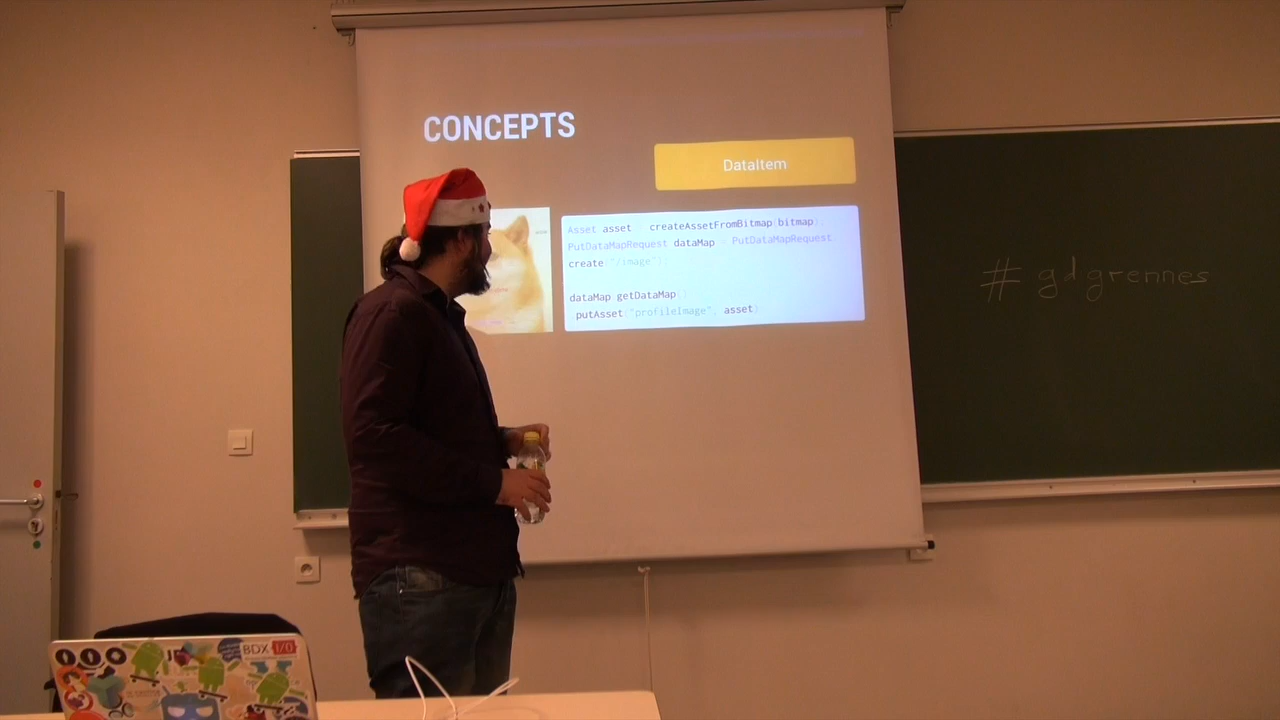 CONCEPTS
DataItem
Asset asset createAssetFromBitmap(bitmap);
PutDataMapRequest dataMap = PutDataMapRequest
create("/image");
dataMap getDataMap()
putAsset("profileImage", asset)
# gdgrennes
BDX I/O